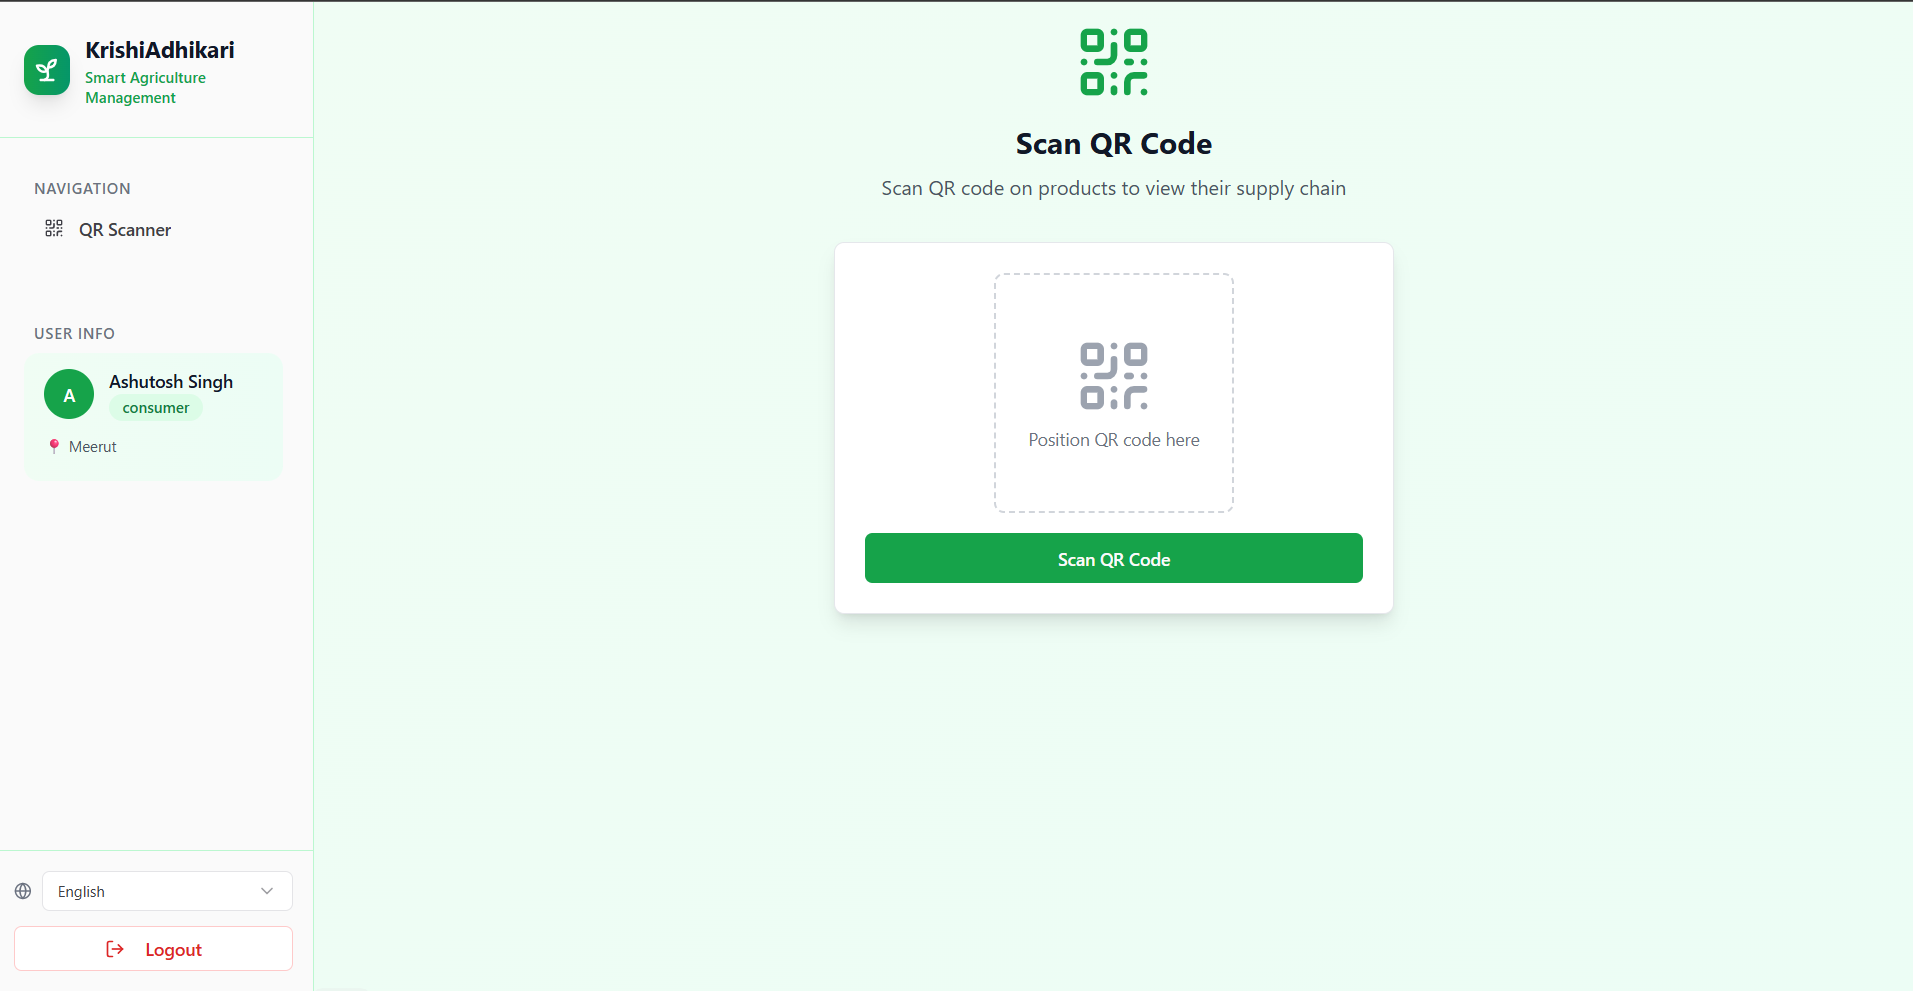 KrishiAdhikari
Smart Agriculture
Management
NAVIGATION
QR Scanner
USER INFO
A
Ashutosh Singh
consumer
Meerut
English
Logout
Scan QR Code
Scan QR code on products to view their supply chain
Position QR code here
Scan QR Code